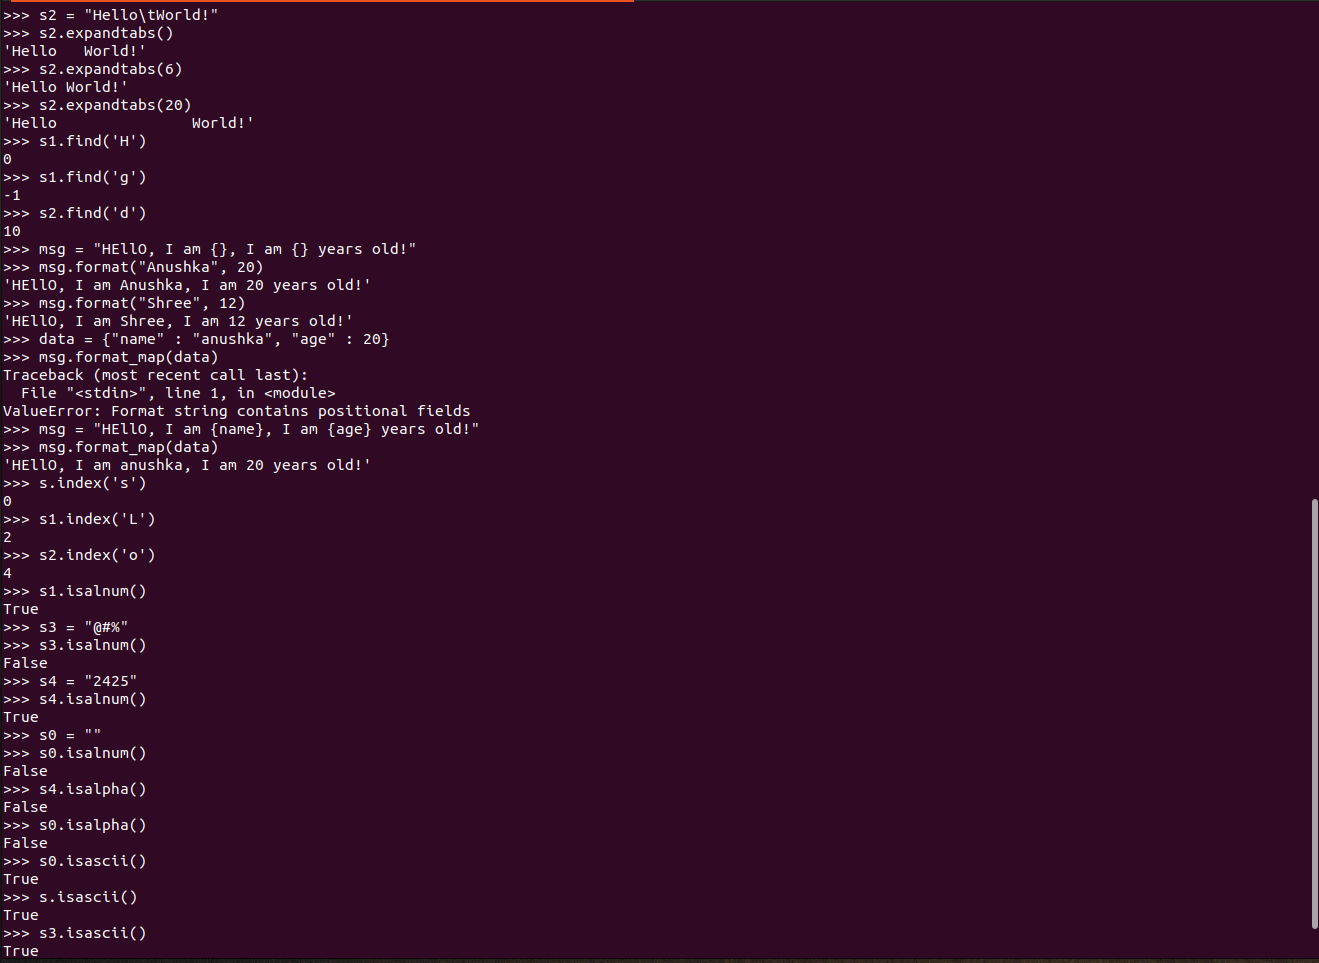 >>> s2 = "Hello\tWorld!"
>>> s2.expandtabs()
'Hello   World!'
>>> s2.expandtabs(6)
'Hello World!'
>>> s2.expandtabs(20)
'Hello               World!'
>>> s1.find('H')
0
>>> s1.find('g')
-1
>>> s2.find('d')
10
>>> msg = "HEllO, I am {}, I am {} years old!"
>>> msg.format("Anushka", 20)
'HEllO, I am Anushka, I am 20 years old!'
>>> msg.format("Shree", 12)
'HEllO, I am Shree, I am 12 years old!'
>>> data = {"name" : "anushka", "age" : 20}
>>> msg.format_map(data)
Traceback (most recent call last):
  File "<stdin>", line 1, in <module>
ValueError: Format string contains positional fields
>>> msg = "HEllO, I am {name}, I am {age} years old!"
>>> msg.format_map(data)
'HEllO, I am anushka, I am 20 years old!'
>>> s.index('s')
0
>>> s1.index('L')
2
>>> s2.index('o')
4
>>> s1.isalnum()
True
>>> s3 = "@#%"
>>> s3.isalnum()
False
>>> s4 = "2425"
>>> s4.isalnum()
True
>>> s0 = ""
>>> s0.isalnum()
False
>>> s4.isalpha()
False
>>> s0.isalpha()
False
>>> s0.isascii()
True
>>> s.isascii()
True
>>> s3.isascii()
True